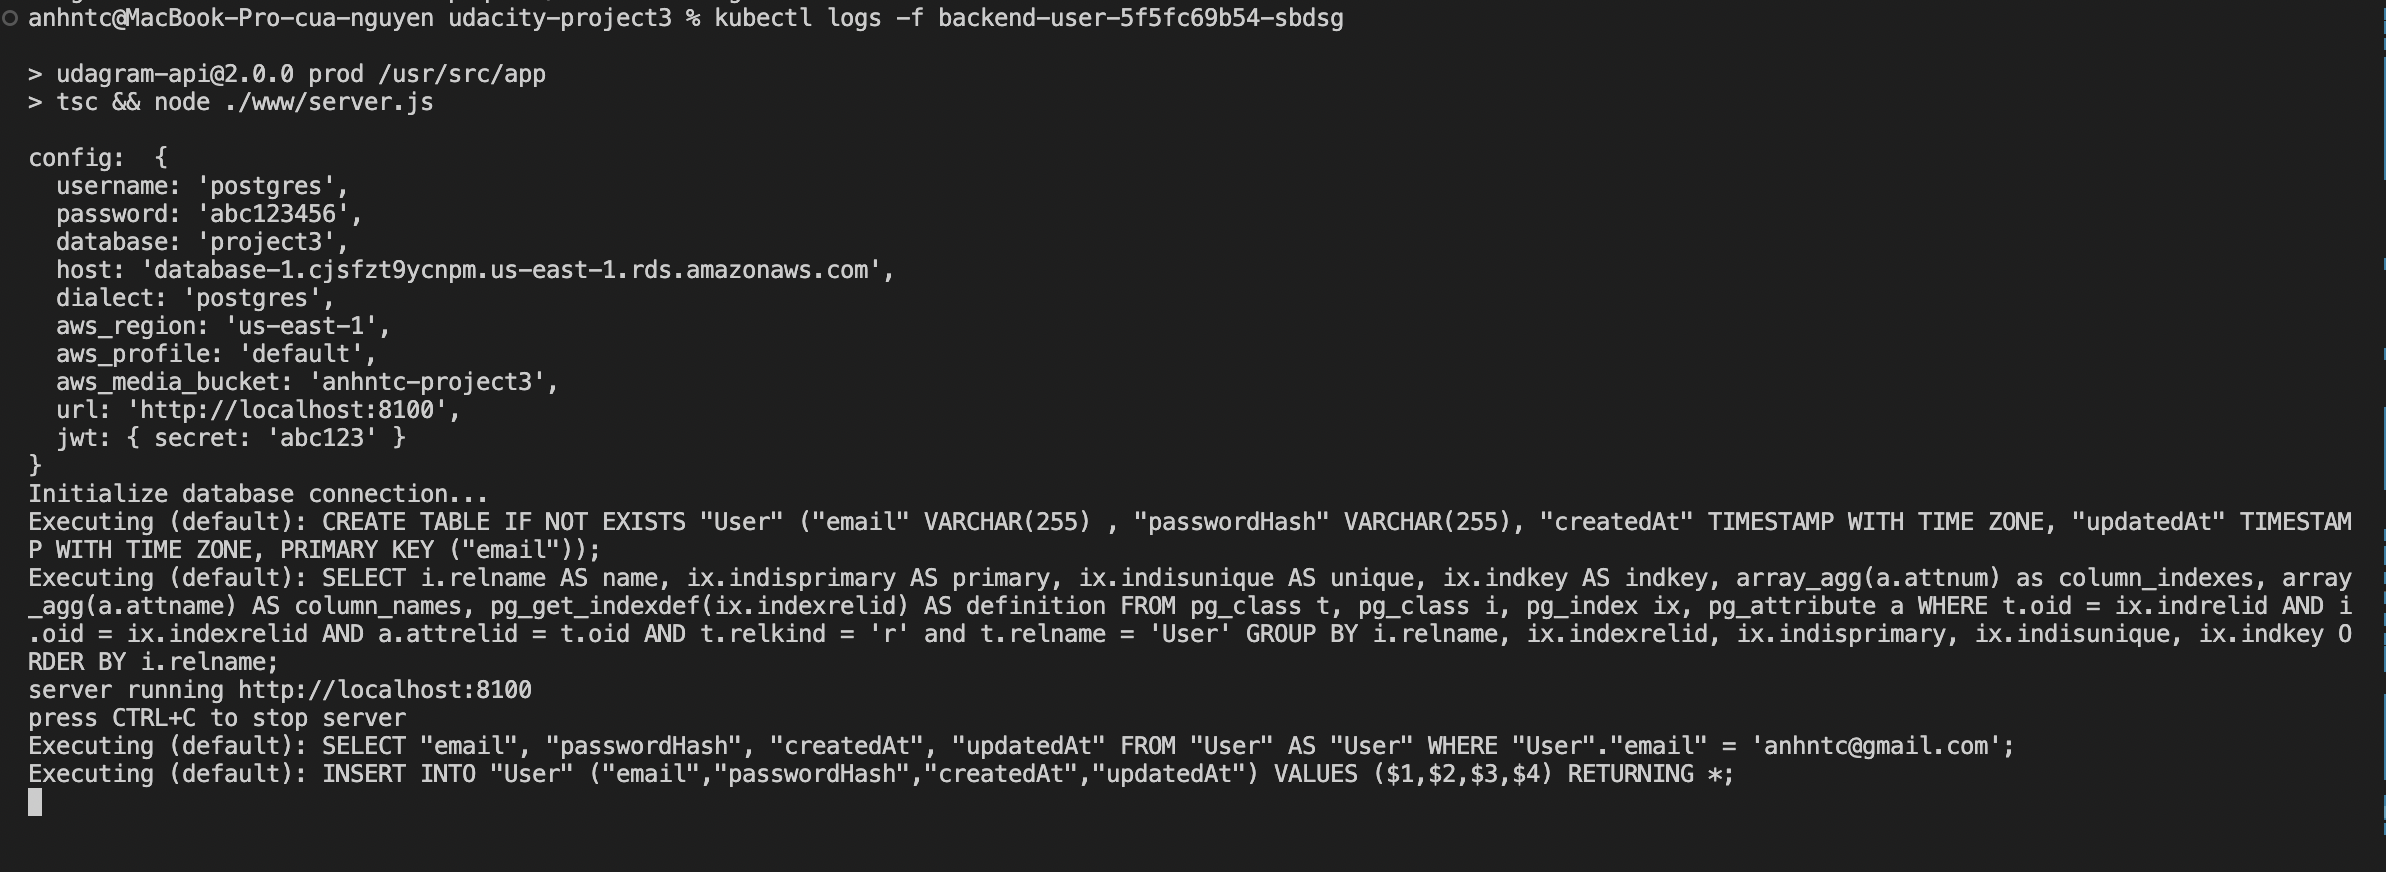 anhntc@MacBook-Pro-cua-nguyen udacity-project3 % kubectl logs -f backend-user-5f5fc69b54-sbdsg
> udagram-api@2.0.0 prod /usr/src/app
> tsc && node ./www/server.js
config:  {
  username: 'postgres',
  password: 'abc123456',
  database: 'project3',
  host: 'database-1.cjsfzt9ycnpm.us-east-1.rds.amazonaws.com',
  dialect: 'postgres',
  aws_region: 'us-east-1',
  aws_profile: 'default',
  aws_media_bucket: 'anhntc-project3',
  url: 'http://localhost:8100',
  jwt: { secret: 'abc123' }
}
Initialize database connection...
Executing (default): CREATE TABLE IF NOT EXISTS "User" ("email" VARCHAR(255) , "passwordHash" VARCHAR(255), "createdAt" TIMESTAMP WITH TIME ZONE, "updatedAt" TIMESTAM
P WITH TIME ZONE, PRIMARY KEY ("email"));
Executing (default): SELECT i.relname AS name, ix.indisprimary AS primary, ix.indisunique AS unique, ix.indkey AS indkey, array_agg(a.attnum) as column_indexes, array
_agg(a.attname) AS column_names, pg_get_indexdef(ix.indexrelid) AS definition FROM pg_class t, pg_class i, pg_index ix, pg_attribute a WHERE t.oid = ix.indrelid AND i
.oid = ix.indexrelid AND a.attrelid = t.oid AND t.relkind = 'r' and t.relname = 'User' GROUP BY i.relname, ix.indexrelid, ix.indisprimary, ix.indisunique, ix.indkey O
RDER BY i.relname;
server running http://localhost:8100
press CTRL+C to stop server
Executing (default): SELECT "email", "passwordHash", "createdAt", "updatedAt" FROM "User" AS "User" WHERE "User"."email" = 'anhntc@gmail.com';
Executing (default): INSERT INTO "User" ("email","passwordHash","createdAt","updatedAt") VALUES ($1,$2,$3,$4) RETURNING *;